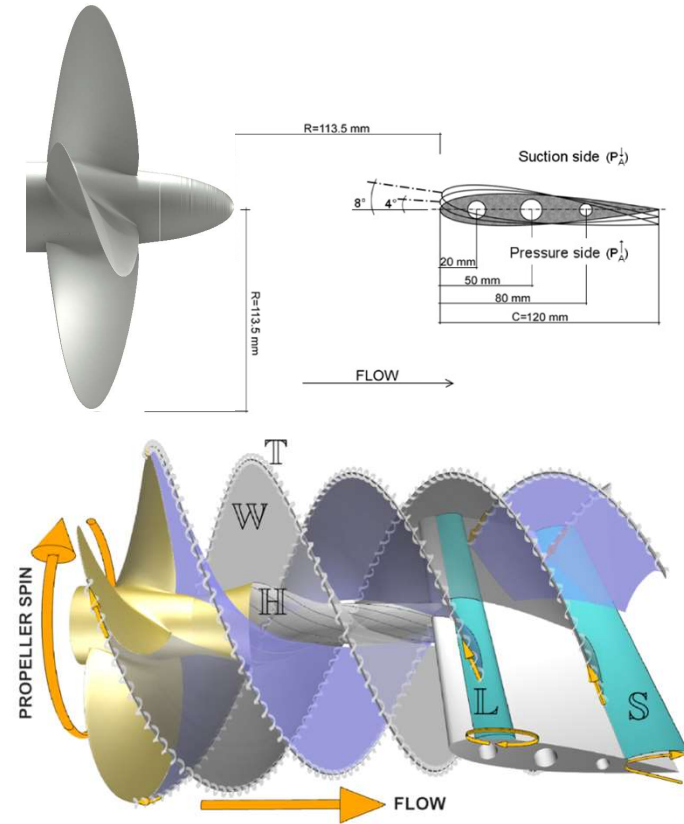 R=113.5 mm
Suction side (P_A↓)
8°
4°
20 mm
Pressure side (P_A↑)
50 mm
80 mm
C=120 mm
R=113.5 mm
FLOW
T
W
H
PROPELLER SPIN
L
S
FLOW